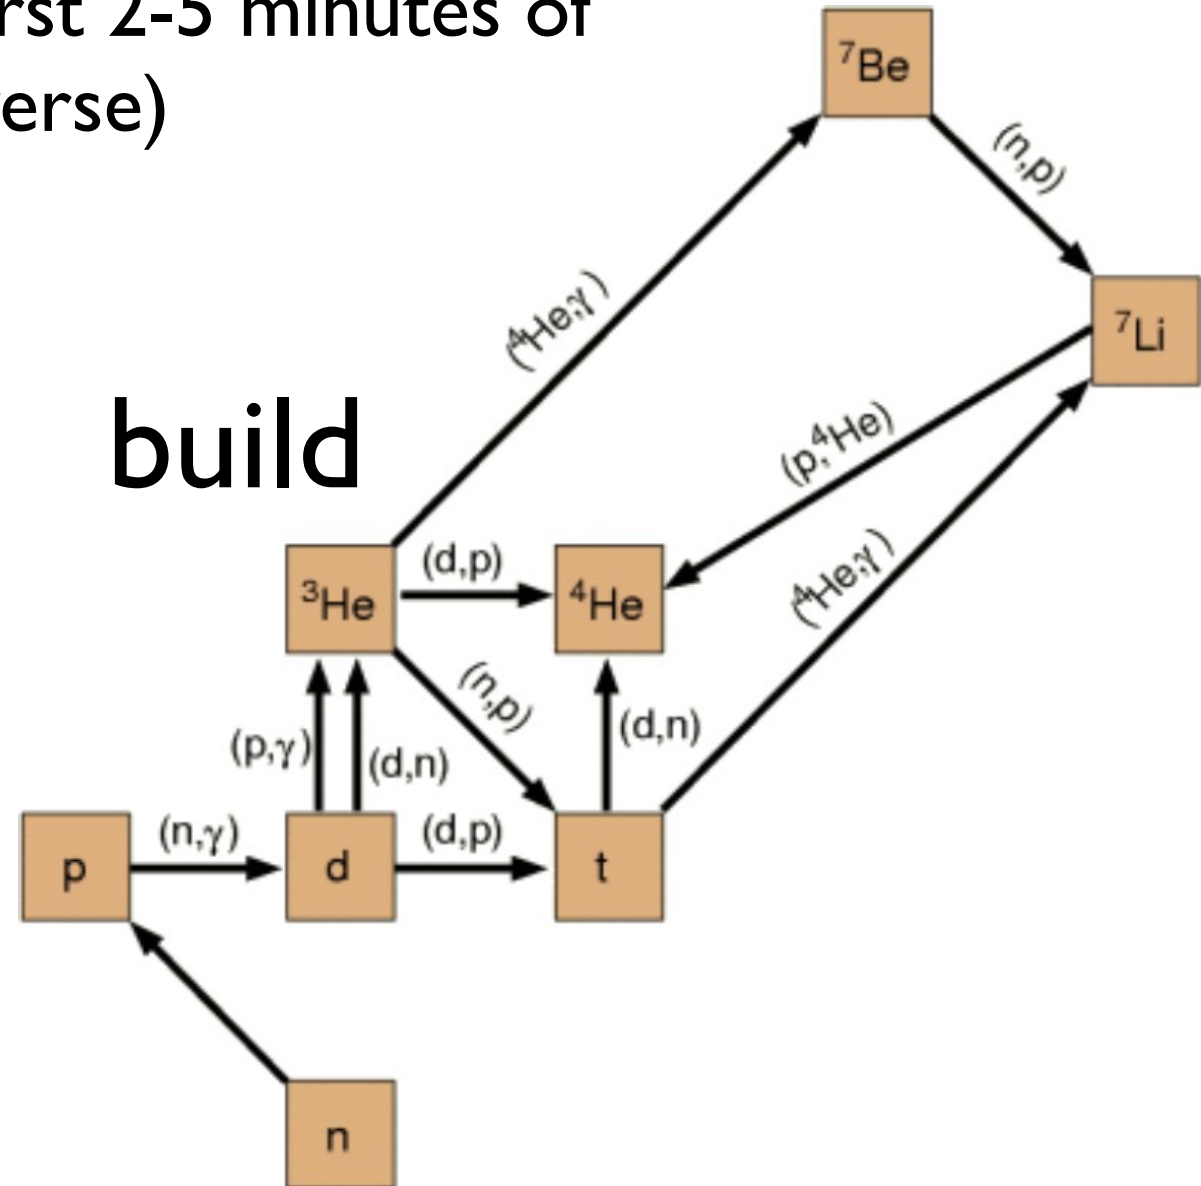 rst 2-5 minutes of
erse)
⁷Be
(n,p)
(⁴He,γ)
⁷Li
build
(p,⁴He)
³He
(d,p)
⁴He
(⁴He,γ)
(n,p)
(p,γ)
(d,n)
(d,n)
p
(n,γ)
d
(d,p)
t
n